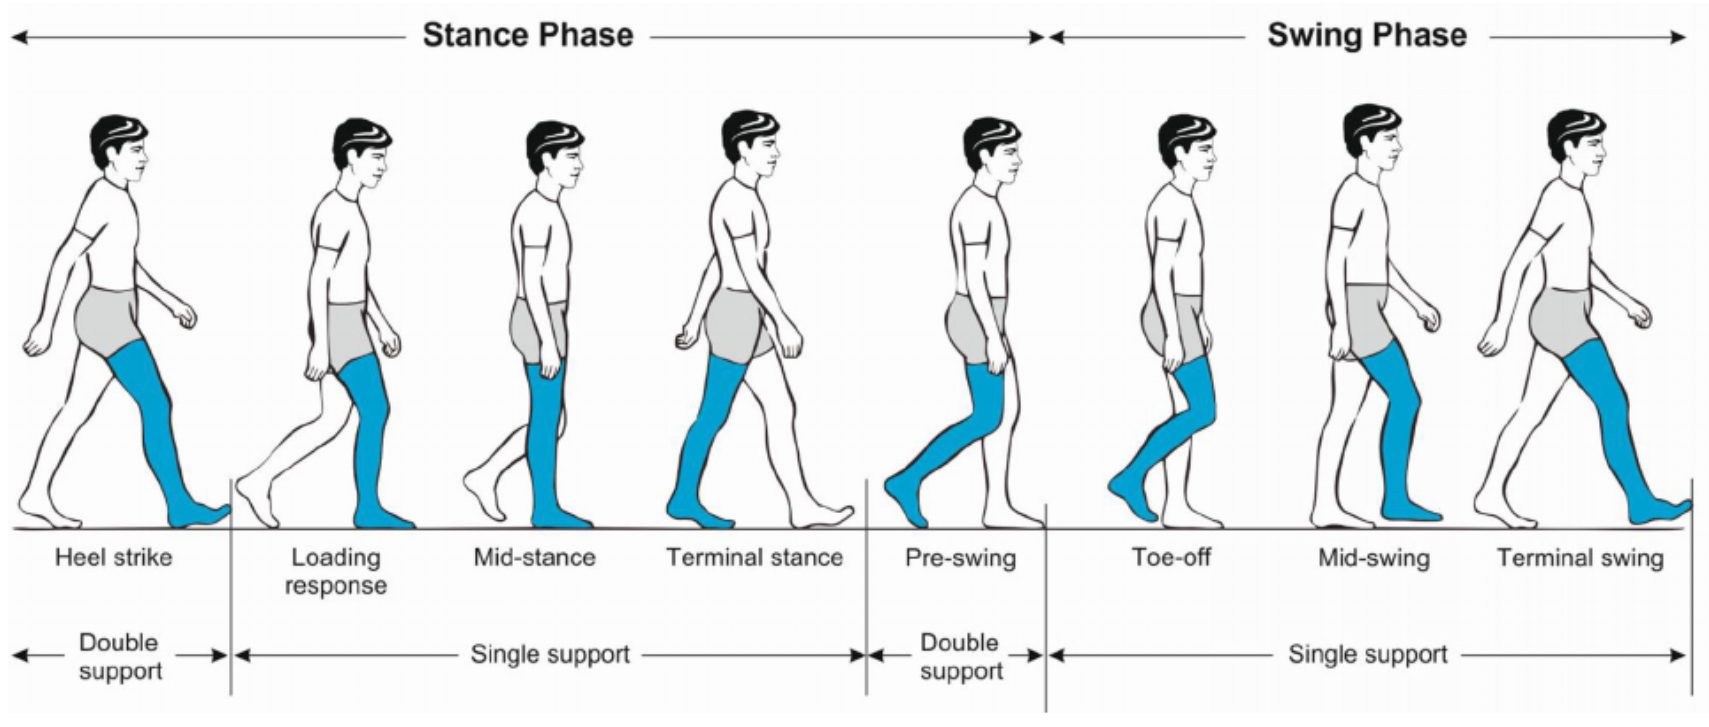 Stance Phase
Swing Phase
Heel strike
Loading
response
Mid-stance
Terminal stance
Pre-swing
Toe-off
Mid-swing
Terminal swing
Double
support
Single support
Double
support
Single support